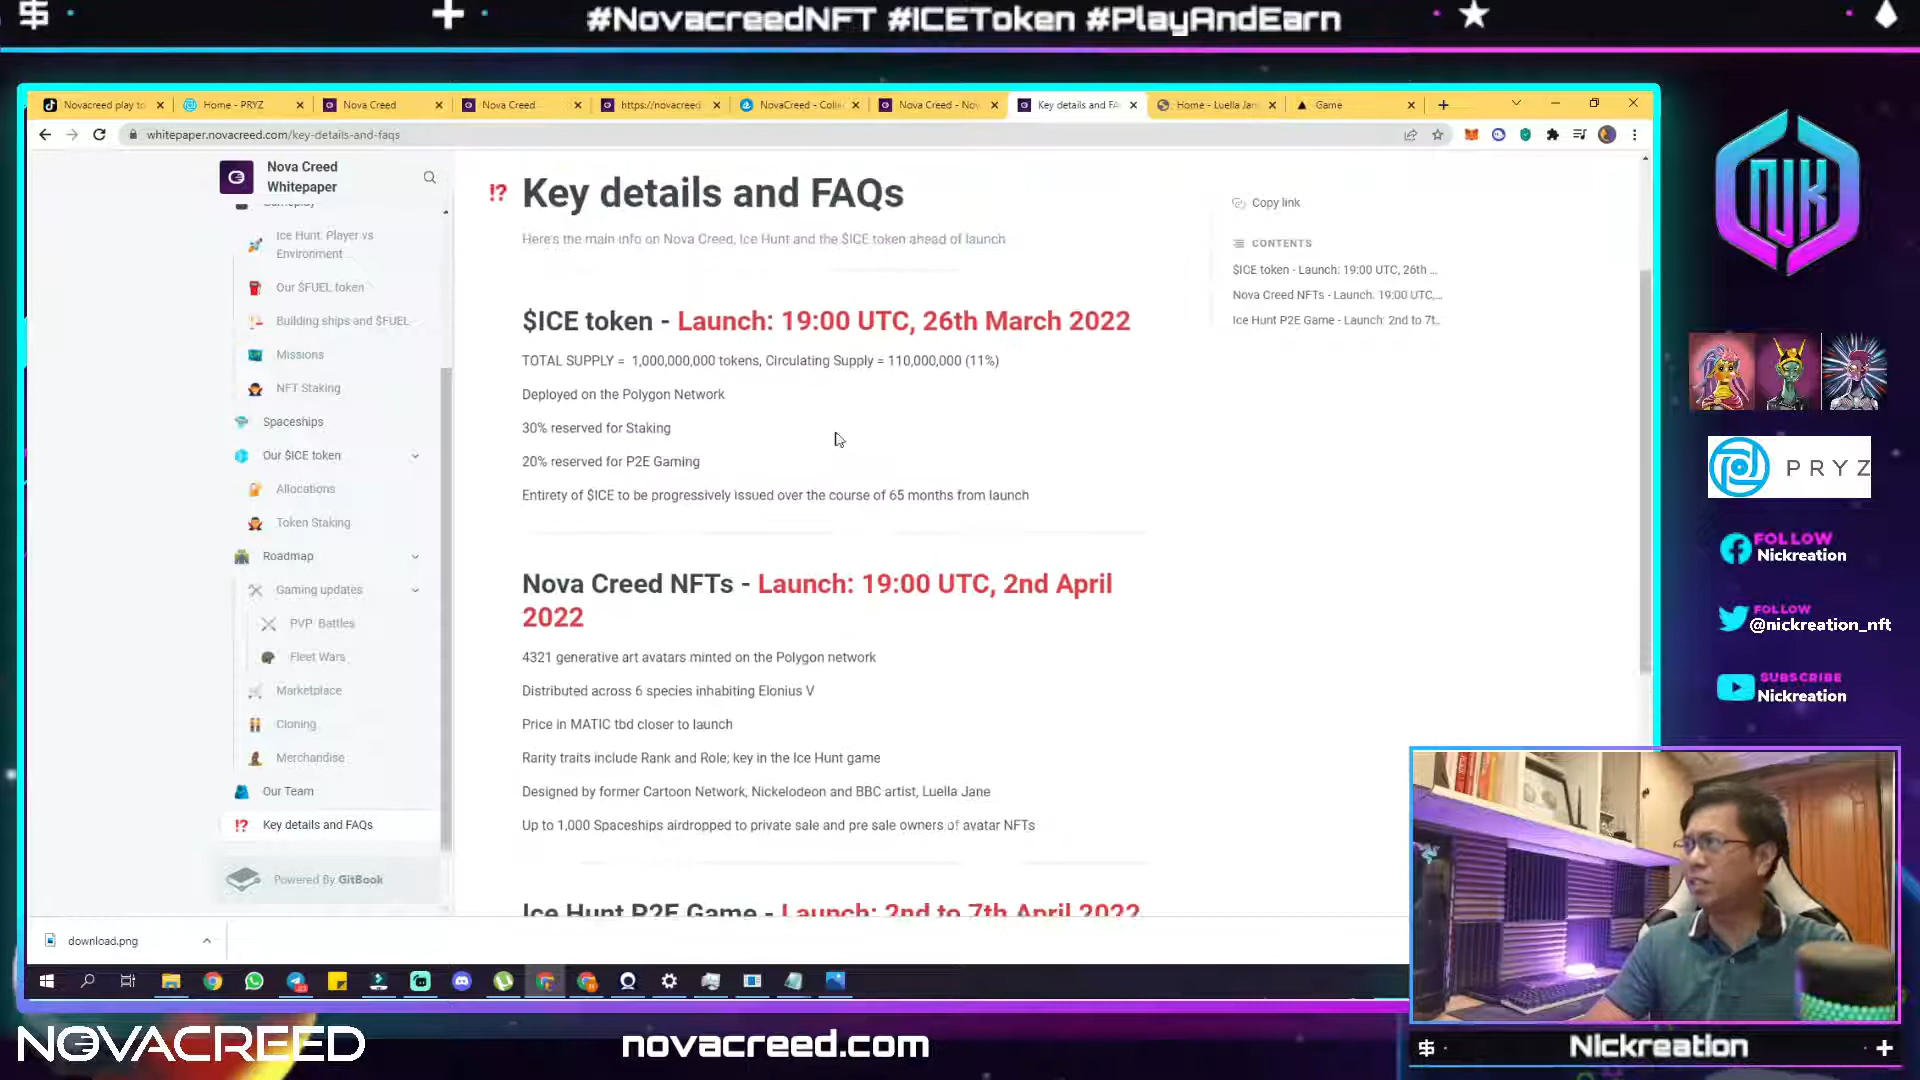 #NovacreedNFT #ICEToken #PlayAndEarn
Novacreed play to
Home - PRYZ
Nova Creed
Nova Creed
https://novacreed
NovaCreed - Colle
Nova Creed - Nov
Key details and FA
Home - Luella Jan
Game
whitepaper.novacreed.com/key-details-and-faqs
Nova Creed
Whitepaper
Gameplay
Ice Hunt: Player vs
Environment
Our $FUEL token
Building ships and $FUEL
Missions
NFT Staking
Spaceships
Our $ICE token
Allocations
Token Staking
Roadmap
Gaming updates
PVP Battles
Fleet Wars
Marketplace
Cloning
Merchandise
Our Team
Key details and FAQs
Powered By GitBook
!? Key details and FAQs
Here's the main info on Nova Creed, Ice Hunt and the $ICE token ahead of launch
$ICE token - Launch: 19:00 UTC, 26th March 2022
TOTAL SUPPLY = 1,000,000,000 tokens, Circulating Supply = 110,000,000 (11%)
Deployed on the Polygon Network
30% reserved for Staking
20% reserved for P2E Gaming
Entirety of $ICE to be progressively issued over the course of 65 months from launch
Nova Creed NFTs - Launch: 19:00 UTC, 2nd April
2022
4321 generative art avatars minted on the Polygon network
Distributed across 6 species inhabiting Elonius V
Price in MATIC tbd closer to launch
Rarity traits include Rank and Role; key in the Ice Hunt game
Designed by former Cartoon Network, Nickelodeon and BBC artist, Luella Jane
Up to 1,000 Spaceships airdropped to private sale and pre sale owners of avatar NFTs
Ice Hunt P2E Game - Launch: 2nd to 7th April 2022
Copy link
CONTENTS
$ICE token - Launch: 19:00 UTC, 26th ...
Nova Creed NFTs - Launch: 19:00 UTC,...
Ice Hunt P2E Game - Launch: 2nd to 7t..
download.png
NK
PRYZ
FOLLOW
Nickreation
FOLLOW
@nickreation_nft
SUBSCRIBE
Nickreation
NOVACREED
novacreed.com
Nickreation